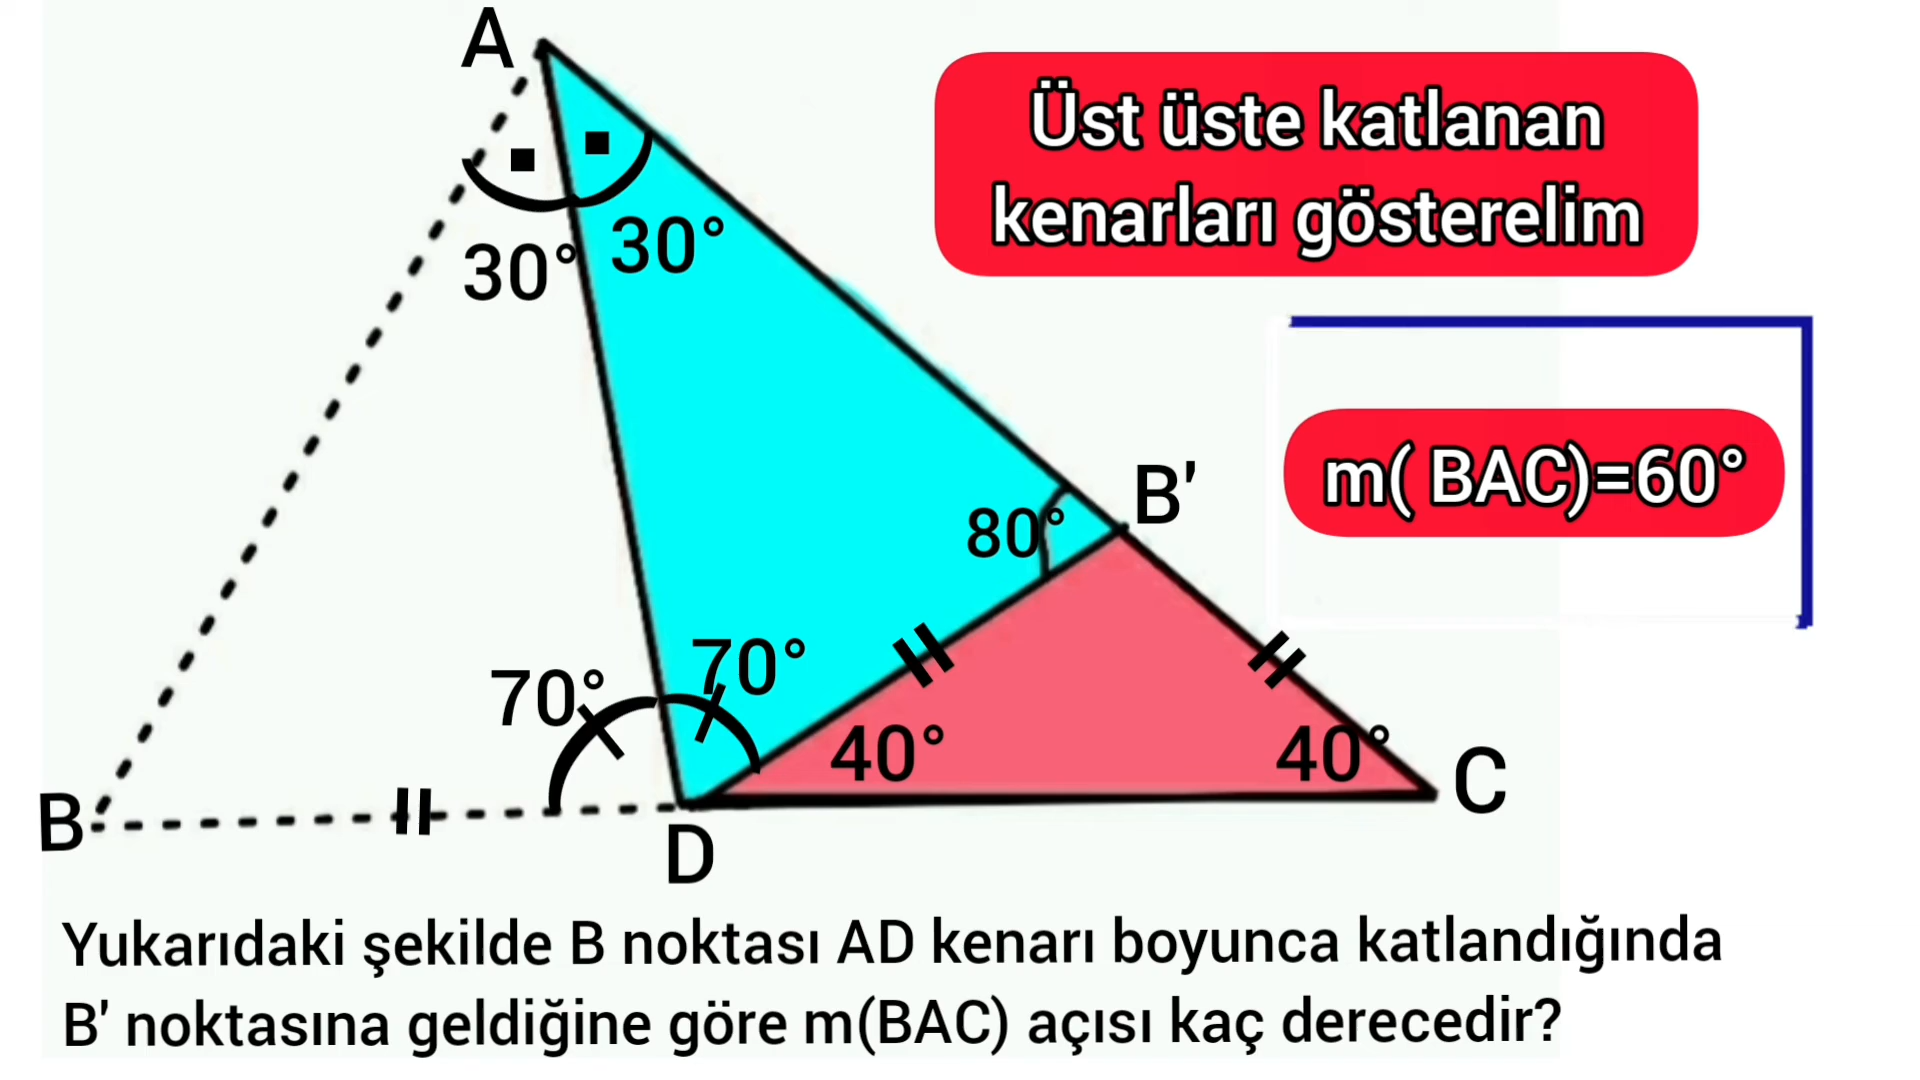 A
Üst üste katlanan
kenarları gösterelim
30°
30°
m( BAC)=60°
B'
80°
70°
70°
40°
40°
C
B
D
Yukarıdaki şekilde B noktası AD kenarı boyunca katlandığında
B' noktasına geldiğine göre m(BAC) açısı kaç derecedir?